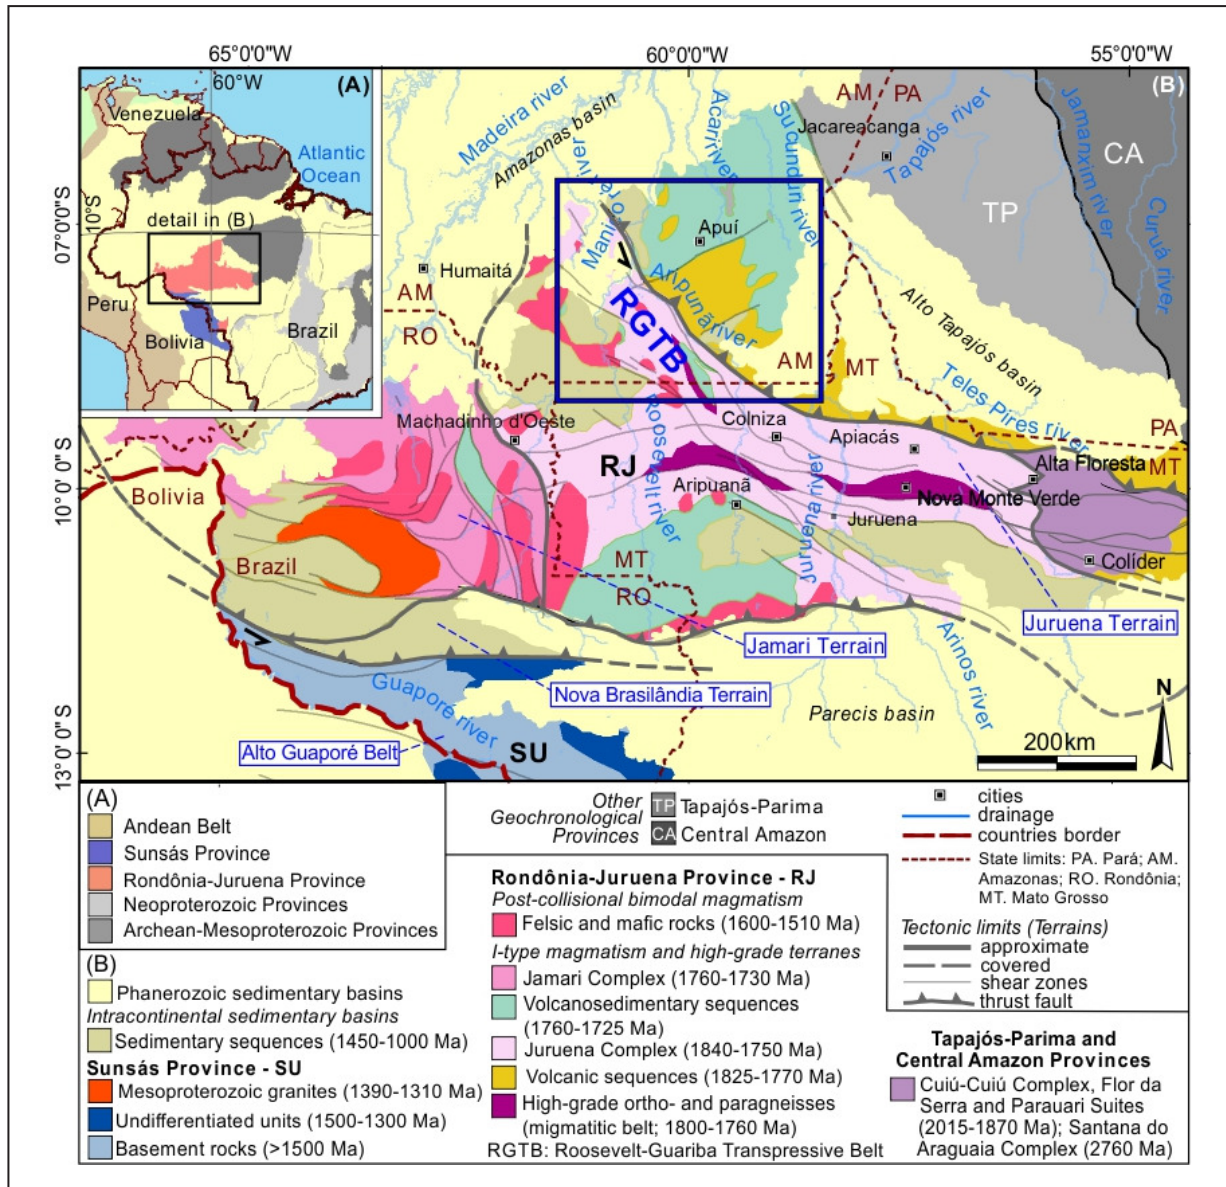 65°0'0"W
60°0'0"W
55°0'0"W
60°W
(A)
Venezuela
Atlantic
Ocean
10°S
detail in (B)
Peru
Bolivia
Brazil
07°0'0"S
10°0'0"S
13°0'0"S
(B)
Madeira river
Amazonas basin
Acari river
Sucunduri river
AM
PA
Jacareacanga
Tapajós river
Jamanxim river
CA
TP
Curuá river
Apuí
Humaitá
AM
RO
Aripunã river
RGTB
Alto Tapajós basin
AM
MT
Teles Pires river
PA
Machadinho d'Oeste
Roosevelt river
Colniza
Apiacás
Alta Floresta
MT
RJ
Bolivia
Aripuanã
Nova Monte Verde
Juruena
Juruena river
Brazil
MT
RO
Colíder
Juruena Terrain
Jamari Terrain
Arinos river
Guaporé river
Nova Brasilândia Terrain
Parecis basin
N
Alto Guaporé Belt
SU
200km
(A)
Andean Belt
Sunsás Province
Rondônia-Juruena Province
Neoproterozoic Provinces
Archean-Mesoproterozoic Provinces
(B)
Phanerozoic sedimentary basins
Intracontinental sedimentary basins
Sedimentary sequences (1450-1000 Ma)
Sunsás Province - SU
Mesoproterozoic granites (1390-1310 Ma)
Undifferentiated units (1500-1300 Ma)
Basement rocks (>1500 Ma)
Other
Geochronological
Provinces
TP Tapajós-Parima
CA Central Amazon
Rondônia-Juruena Province - RJ
Post-collisional bimodal magmatism
Felsic and mafic rocks (1600-1510 Ma)
I-type magmatism and high-grade terranes
Jamari Complex (1760-1730 Ma)
Volcanosedimentary sequences
(1760-1725 Ma)
Juruena Complex (1840-1750 Ma)
Volcanic sequences (1825-1770 Ma)
High-grade ortho- and paragneisses
(migmatitic belt; 1800-1760 Ma)
RGTB: Roosevelt-Guariba Transpressive Belt
cities
drainage
countries border
State limits: PA. Pará; AM.
Amazonas; RO. Rondônia;
MT. Mato Grosso
Tectonic limits (Terrains)
approximate
covered
shear zones
thrust fault
Tapajós-Parima and
Central Amazon Provinces
Cuiú-Cuiú Complex, Flor da
Serra and Parauari Suites
(2015-1870 Ma); Santana do
Araguaia Complex (2760 Ma)